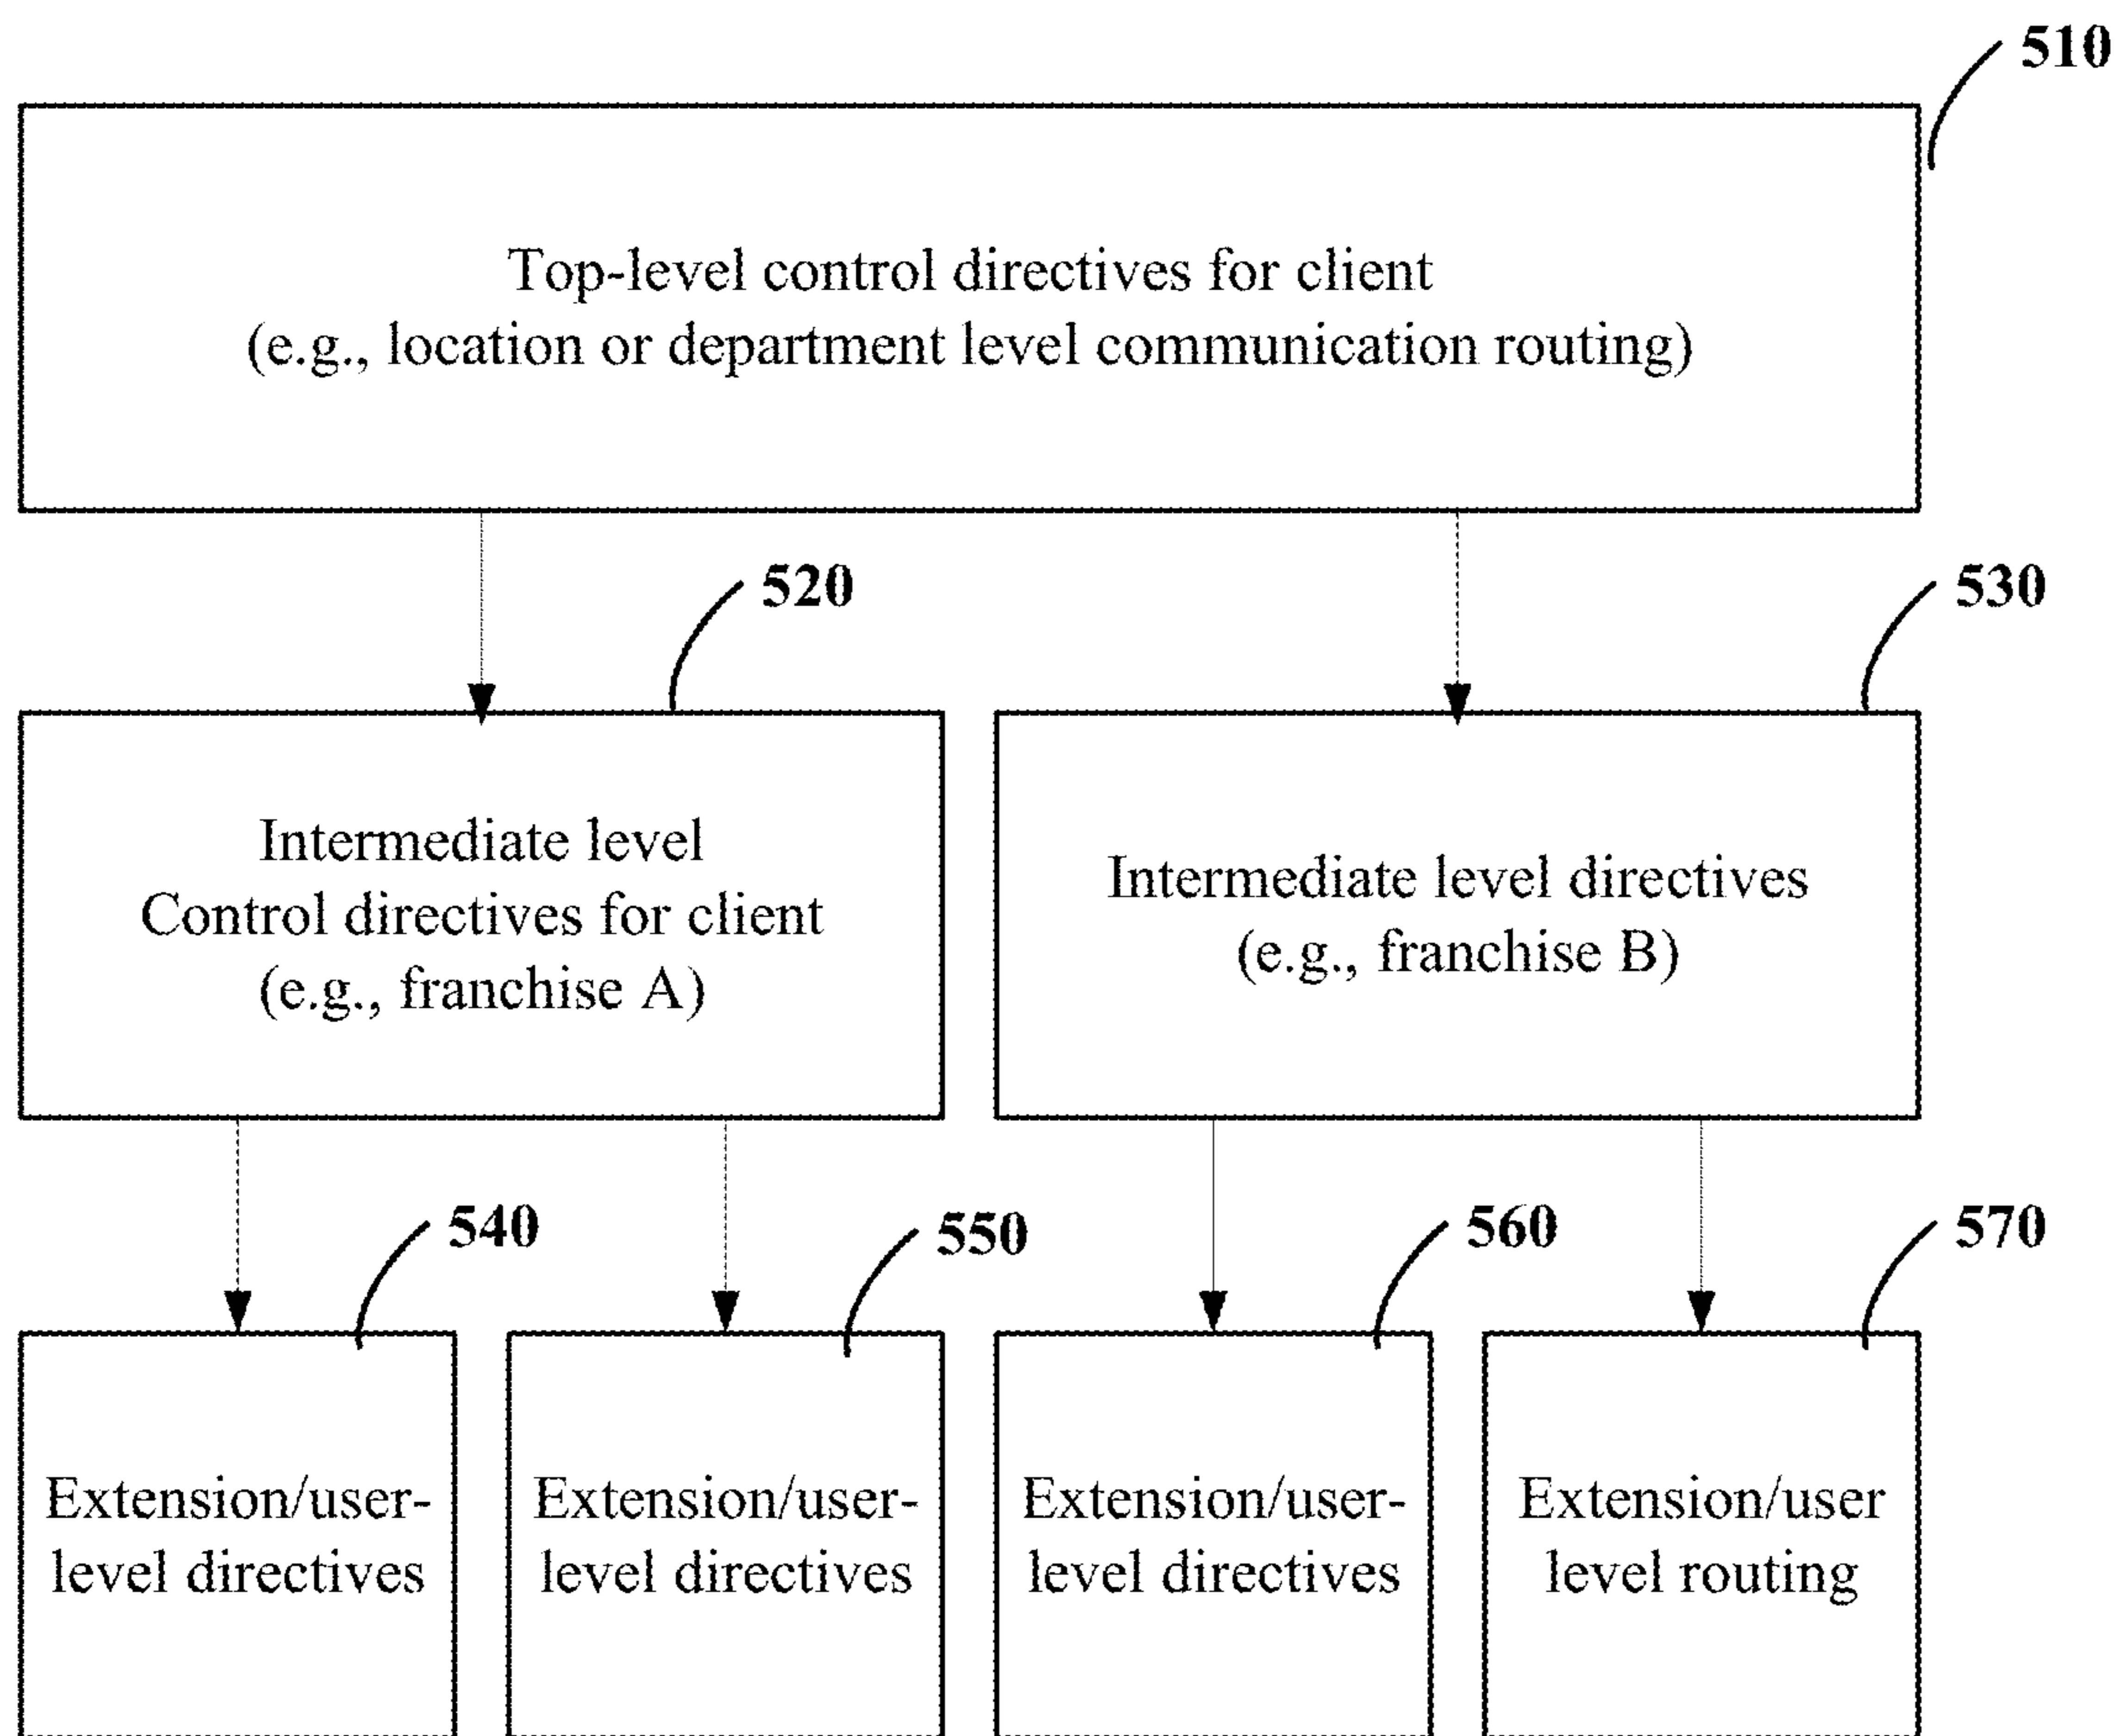 510
Top-level control directives for client
(e.g., location or department level communication routing)
520
530
Intermediate level
Control directives for client
(e.g., franchise A)
Intermediate level directives
(e.g., franchise B)
540
550
560
570
Extension/user-
level directives
Extension/user-
level directives
Extension/user-
level directives
Extension/user
level routing